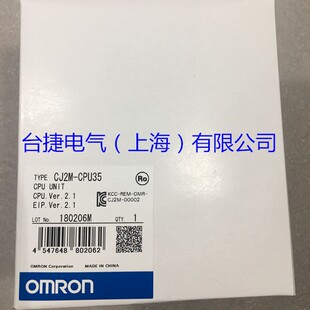 台捷电气（上海）有限公司
TYPE CJ2M-CPU35
CPU UNIT
CPU.Ver.2.1
EIP.Ver.2.1
Ro
KCC-REM-OMR-
CJ2M-00002
LOT No. 180206M QTY. 1
4 547648 802062
OMRON Corporation MADE IN CHINA
OMRON